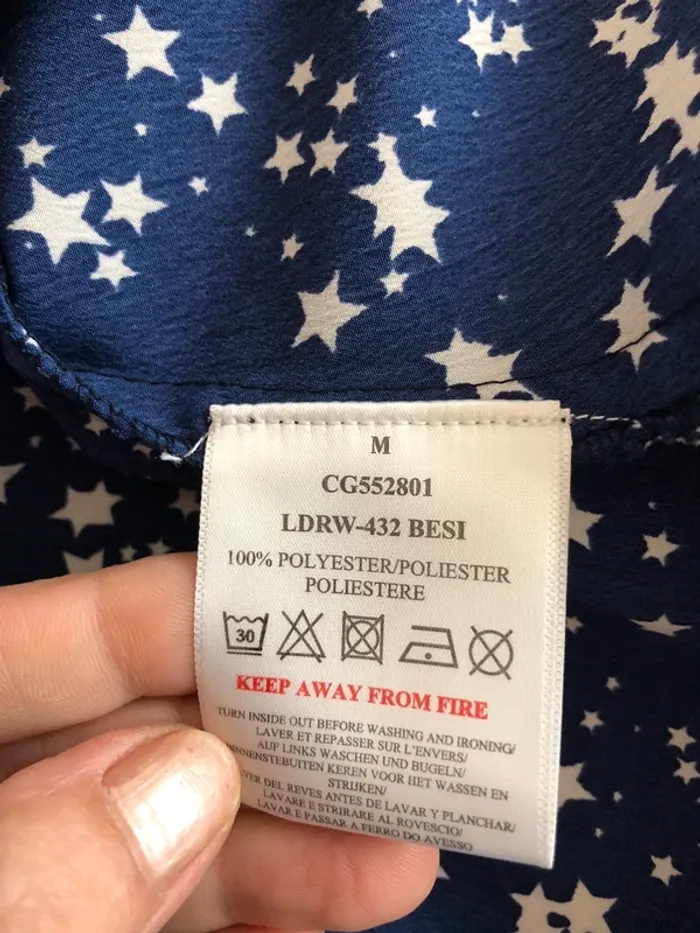 M
CG552801
LDRW-432 BESI
100% POLYESTER/POLIESTER
POLIESTERE
30
KEEP AWAY FROM FIRE
TURN INSIDE OUT BEFORE WASHING AND IRONING/
LAVER ET REPASSER SUR L'ENVERS/
AUF LINKS WASCHEN UND BUGELN/
KEREN VOOR HET WASSEN EN
STRIJKEN/
DEL REVES ANTES DE LAVAR Y PLANCHAR/
LAVARE E STIRARE AL ROVESCIO/
LAVAR E PASSAR A FERRO DO AVESSO